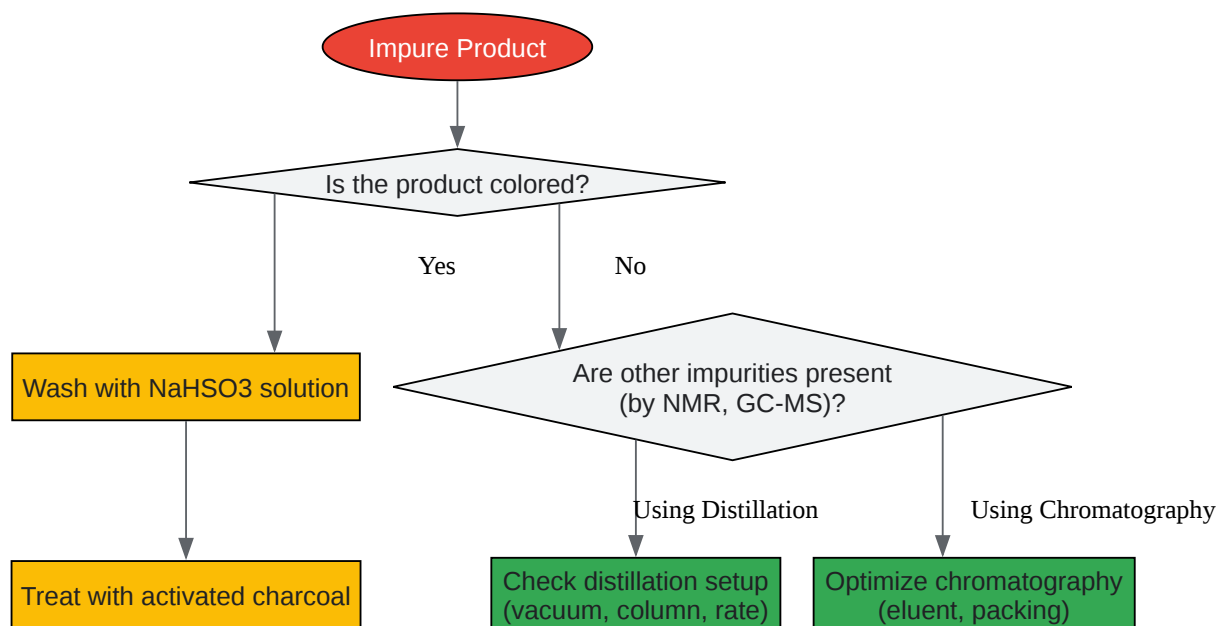 Impure Product
Is the product colored?
Yes
No
Wash with NaHSO3 solution
Are other impurities present
(by NMR, GC-MS)?
Using Distillation
Using Chromatography
Treat with activated charcoal
Check distillation setup
(vacuum, column, rate)
Optimize chromatography
(eluent, packing)